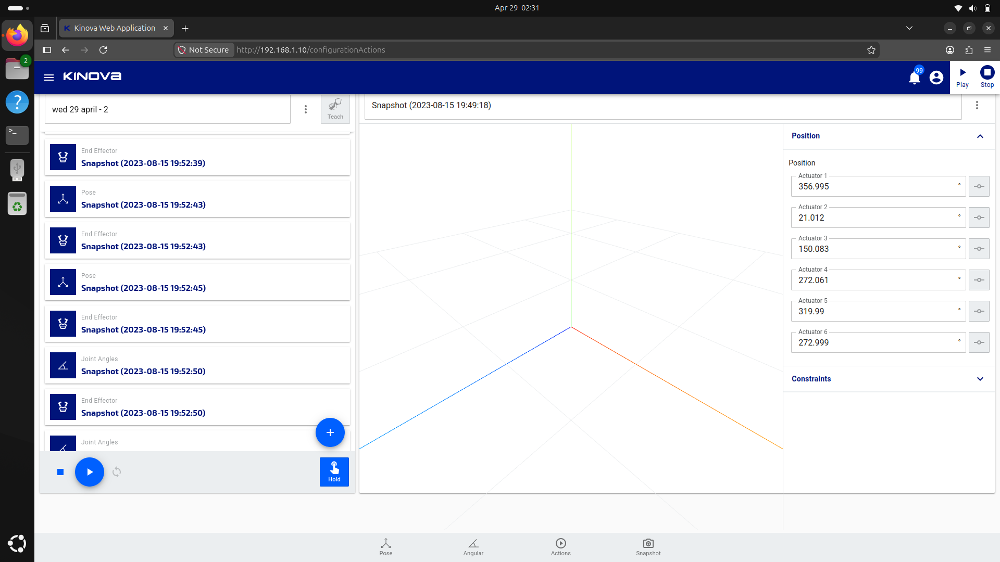 Apr 29 02:31
Kinova Web Application
Not Secure
http://192.168.1.10/configurationActions
2
KINOVA
99
Play
Stop
wed 29 april - 2
Teach
End Effector
Snapshot (2023-08-15 19:52:39)
Pose
Snapshot (2023-08-15 19:52:43)
End Effector
Snapshot (2023-08-15 19:52:43)
Pose
Snapshot (2023-08-15 19:52:45)
End Effector
Snapshot (2023-08-15 19:52:45)
Joint Angles
Snapshot (2023-08-15 19:52:50)
End Effector
Snapshot (2023-08-15 19:52:50)
Joint Angles
Hold
Snapshot (2023-08-15 19:49:18)
Position
Position
Actuator 1
356.995 °
Actuator 2
21.012 °
Actuator 3
150.083 °
Actuator 4
272.061 °
Actuator 5
319.99 °
Actuator 6
272.999 °
Constraints
Pose
Angular
Actions
Snapshot